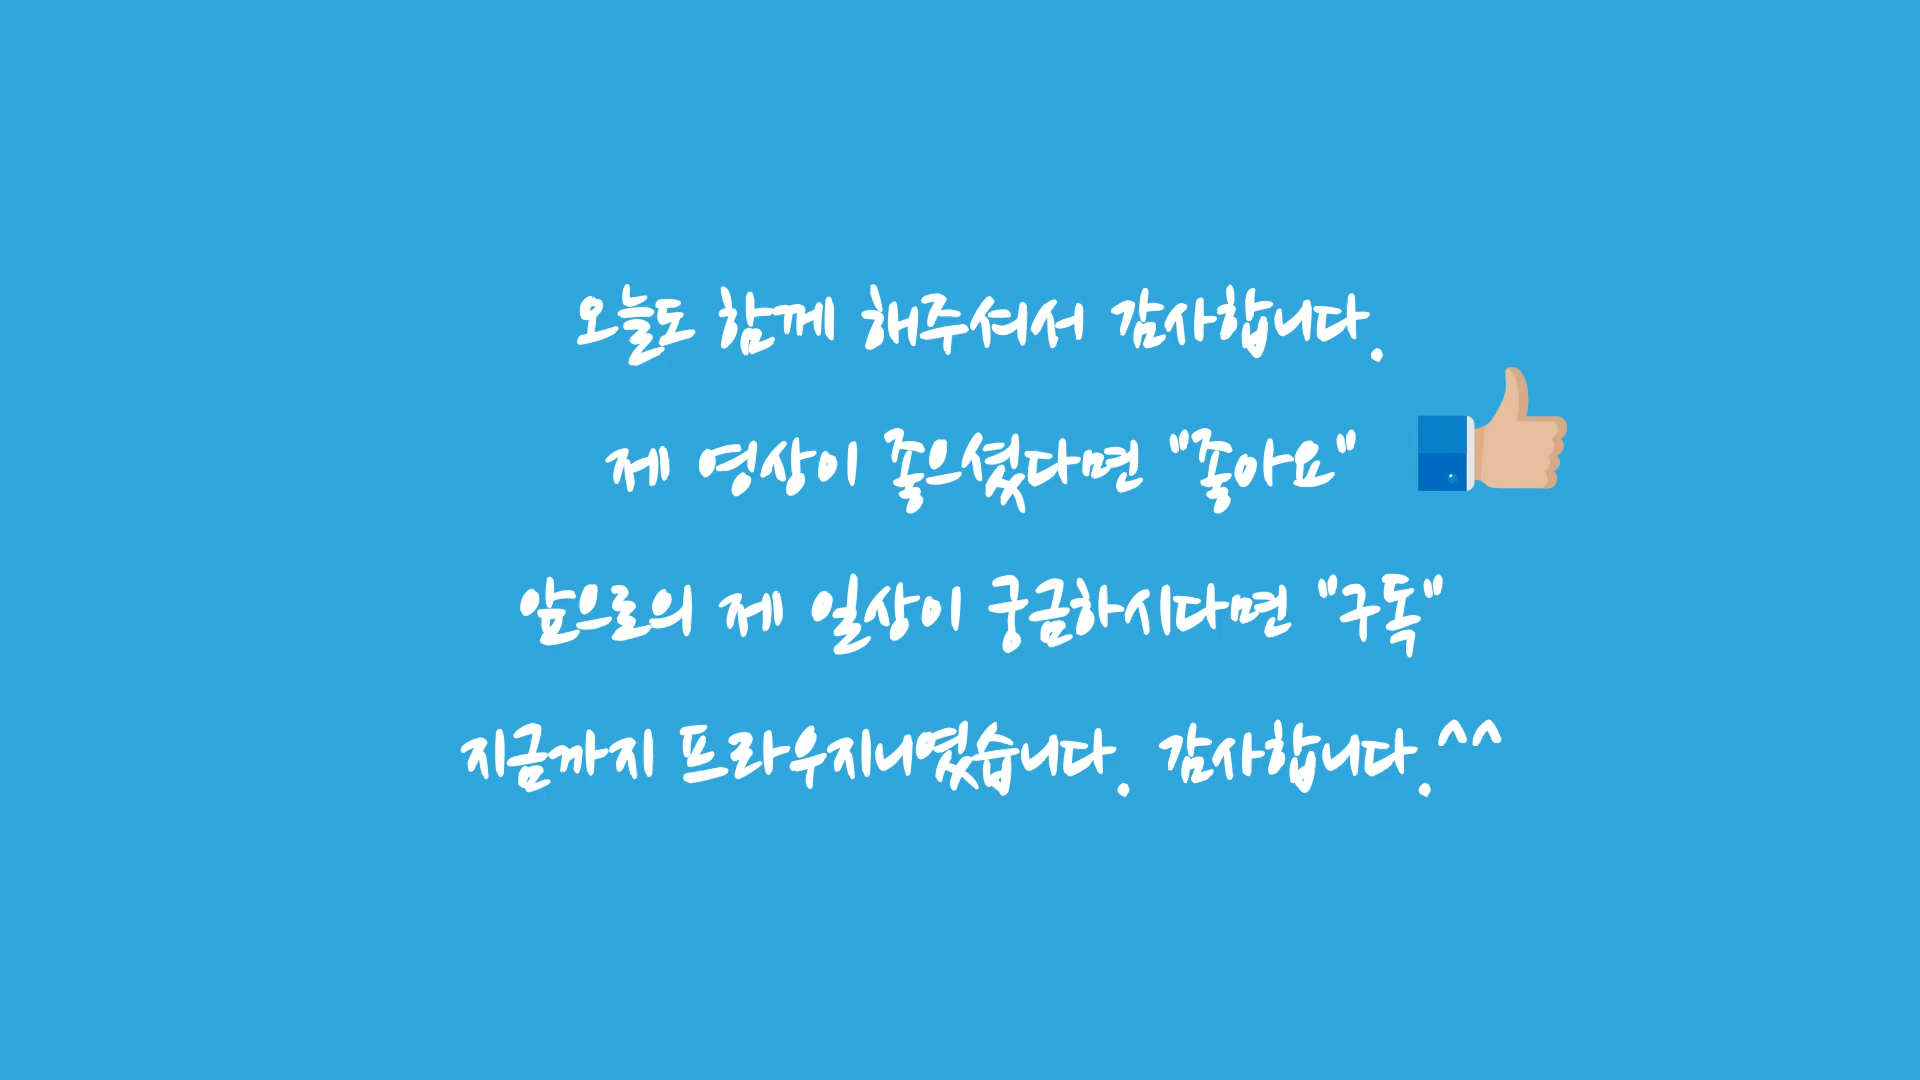 오늘도 함께 해주셔서 감사합니다.
제 영상이 좋으셨다면 "좋아요"
앞으로의 제 일상이 궁금하시다면 "구독"
지금까지 프라우지니였습니다. 감사합니다.^^